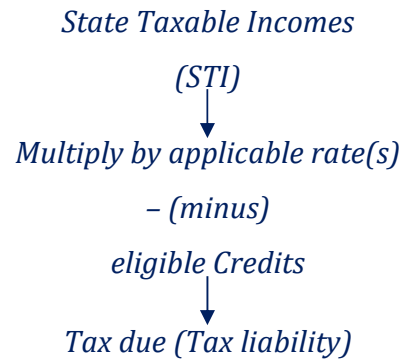 State Taxable Incomes
(STI)
Multiply by applicable rate(s)
– (minus)
eligible Credits
Tax due (Tax liability)